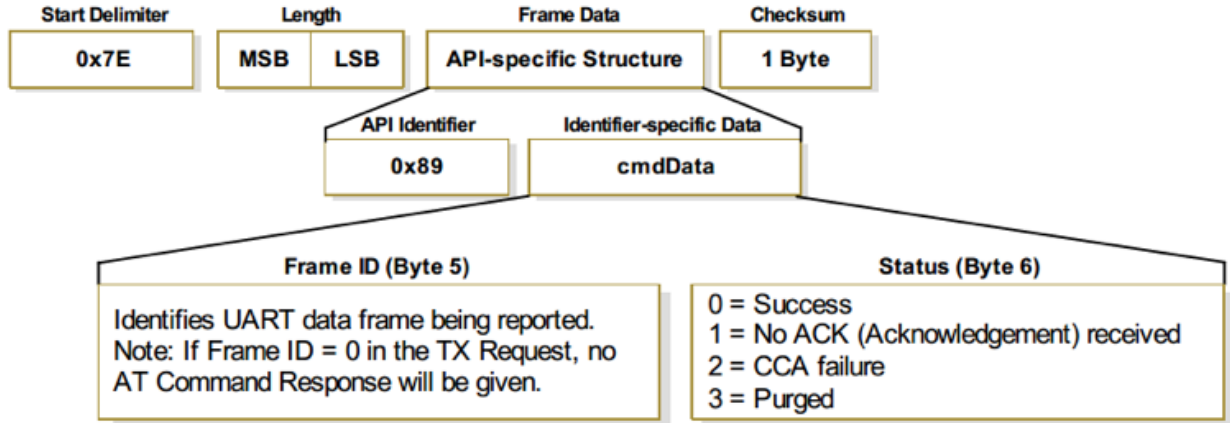 Start Delimiter
Length
Frame Data
Checksum
0x7E
MSB
LSB
API-specific Structure
1 Byte
API Identifier
Identifier-specific Data
0x89
cmdData
Frame ID (Byte 5)
Identifies UART data frame being reported.
Note: If Frame ID = 0 in the TX Request, no
AT Command Response will be given.
Status (Byte 6)
0 = Success
1 = No ACK (Acknowledgement) received
2 = CCA failure
3 = Purged